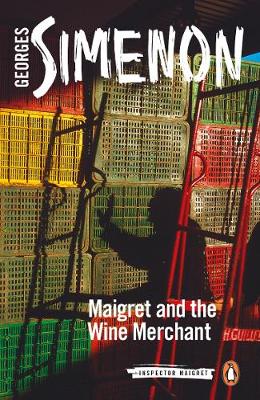 GEORGES
SIMENON
Maigret and the
Wine Merchant
INSPECTOR MAIGRET